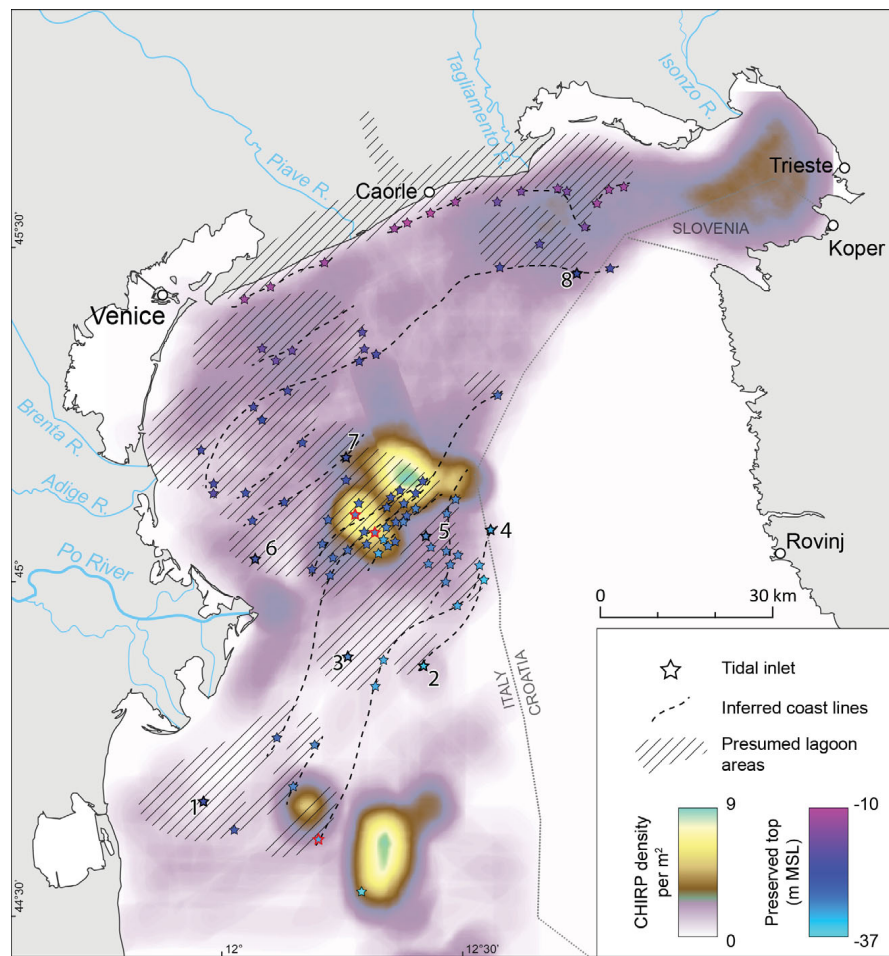 Isonzo R.
Tagliamento R.
Piave R.
Trieste
Caorle
45°30'
SLOVENIA
Koper
8
Venice
Brenta R.
7
Adige R.
5
4
Rovinj
6
45°
Po River
0
30 km
3
2
ITALY
CROATIA
Tidal inlet
Inferred coast lines
Presumed lagoon
areas
1
9
-10
CHIRP density
per m²
Preserved top
(m MSL)
44°30'
0
-37
12°
12°30'